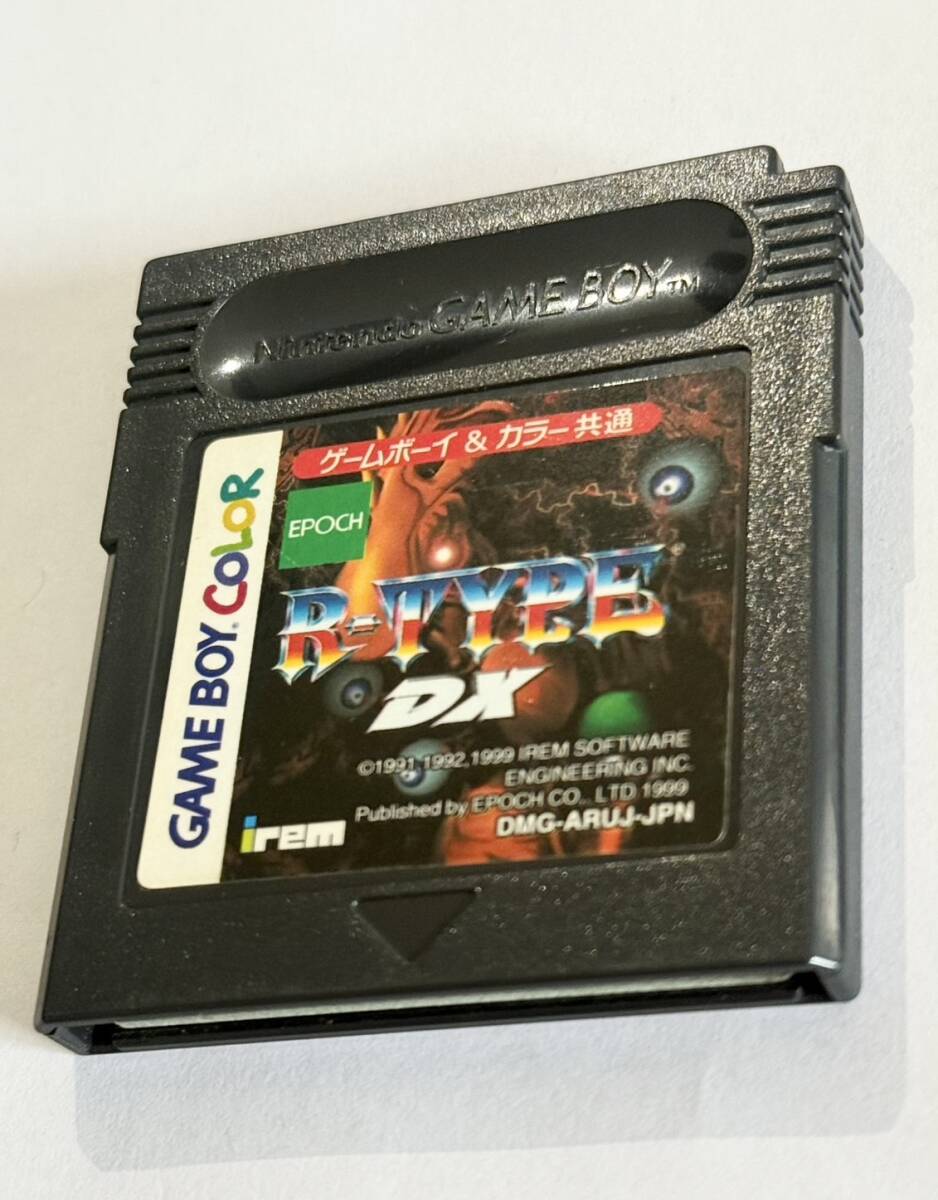 Nintendo GAME BOY™
ゲームボーイ & カラー共通
GAME BOY® COLOR
EPOCH
R-TYPE®
DX
©1991,1992,1999 IREM SOFTWARE
ENGINEERING INC.
Published by EPOCH CO., LTD 1999
DMG-ARUJ-JPN
irem